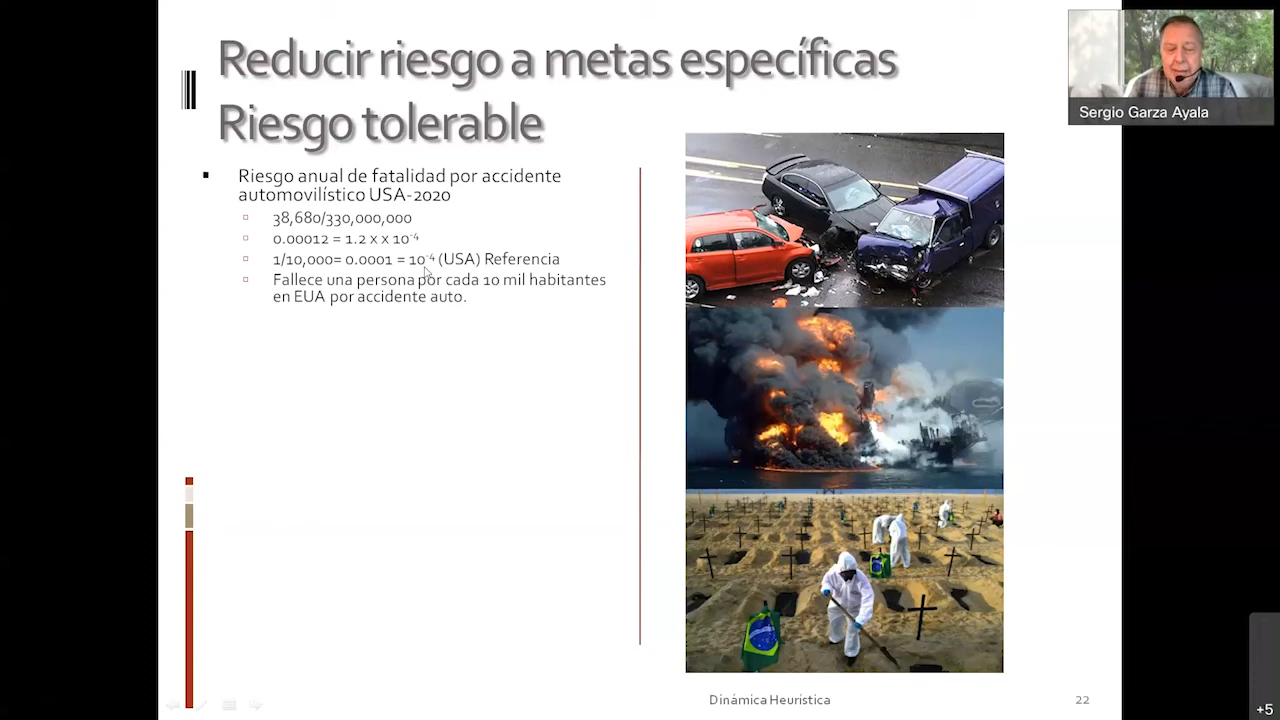 Reducir riesgo a metas específicas
Riesgo tolerable
Sergio Garza Ayala
Riesgo anual de fatalidad por accidente
automovilístico USA-2020
38,680/330,000,000
0.00012 = 1.2 x x 10⁻⁴
1/10,000= 0.0001 = 10⁻⁴ (USA) Referencia
Fallece una persona por cada 10 mil habitantes
en EUA por accidente auto.
Dinámica Heurística
22
+5